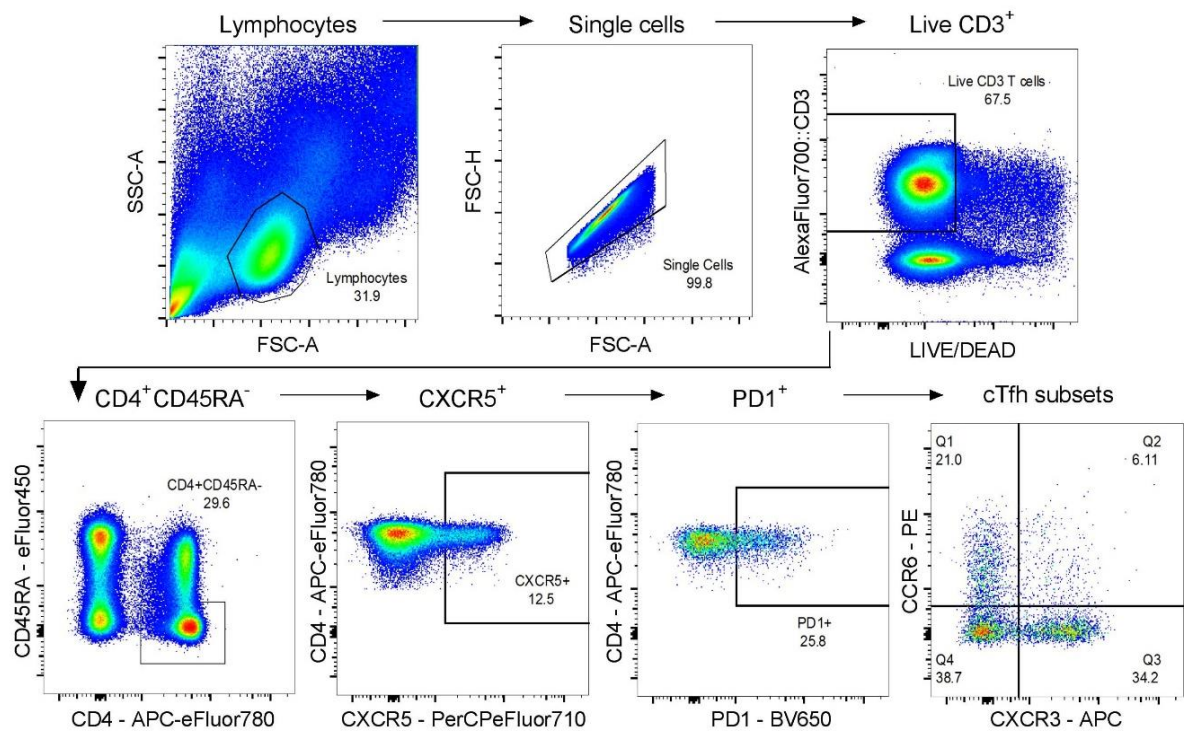 Lymphocytes
Single cells
Live CD3⁺
SSC-A
Lymphocytes
31.9
FSC-A
FSC-H
Single Cells
99.8
FSC-A
AlexaFluor700::CD3
Live CD3 T cells
67.5
LIVE/DEAD
CD4⁺CD45RA⁻
CXCR5⁺
PD1⁺
cTfh subsets
CD45RA - eFluor450
CD4+CD45RA-
29.6
CD4 - APC-eFluor780
CD4 - APC-eFluor780
CXCR5+
12.5
CXCR5 - PerCPeFluor710
CD4 - APC-eFluor780
PD1+
25.8
PD1 - BV650
CCR6 - PE
Q1
21.0
Q2
6.11
Q4
38.7
Q3
34.2
CXCR3 - APC